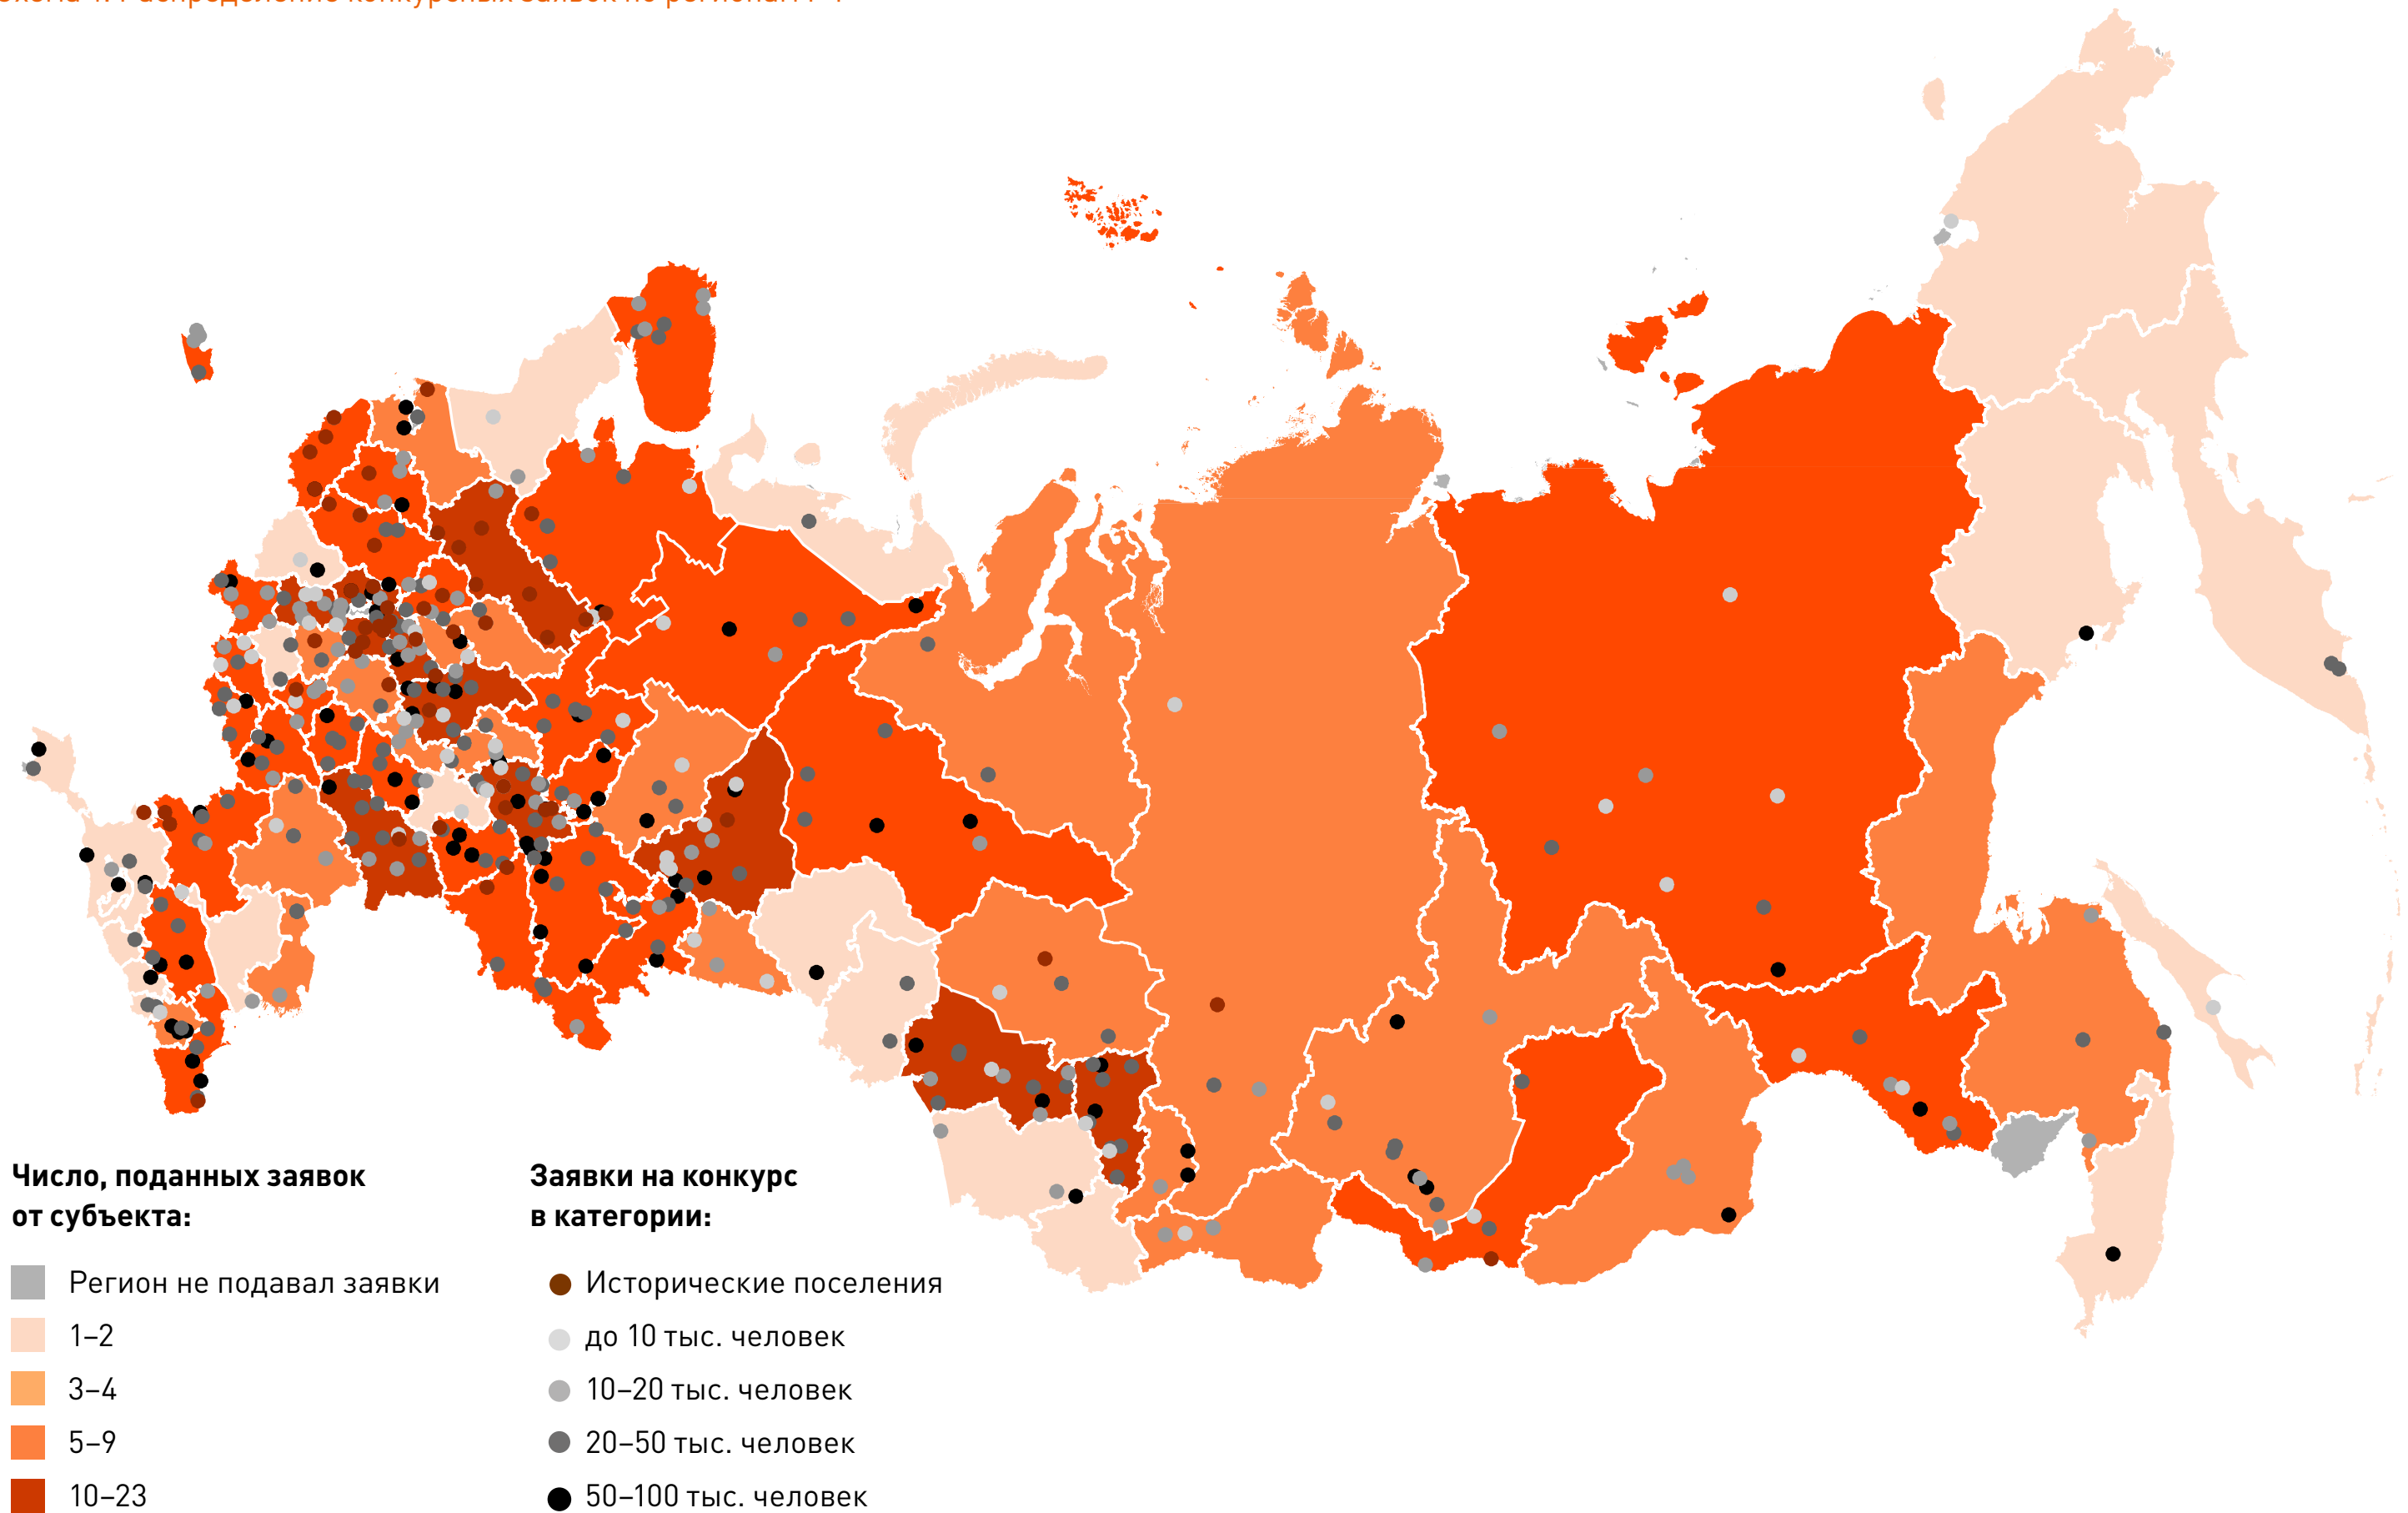 Число, поданных заявок
от субъекта:
Регион не подавал заявки
1–2
3–4
5–9
10–23
Заявки на конкурс
в категории:
Исторические поселения
до 10 тыс. человек
10–20 тыс. человек
20–50 тыс. человек
50–100 тыс. человек